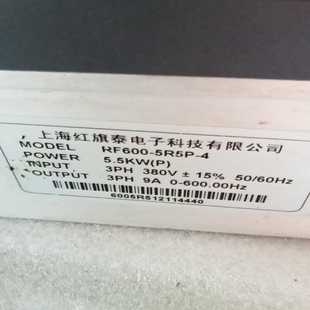 上海红旗泰电子科技有限公司
MODEL RF600-5R5P-4
POWER 5.5KW(P)
INPUT 3PH 380V ± 15% 50/60Hz
OUTPUT 3PH 9A 0-600.00Hz
6005R512114440